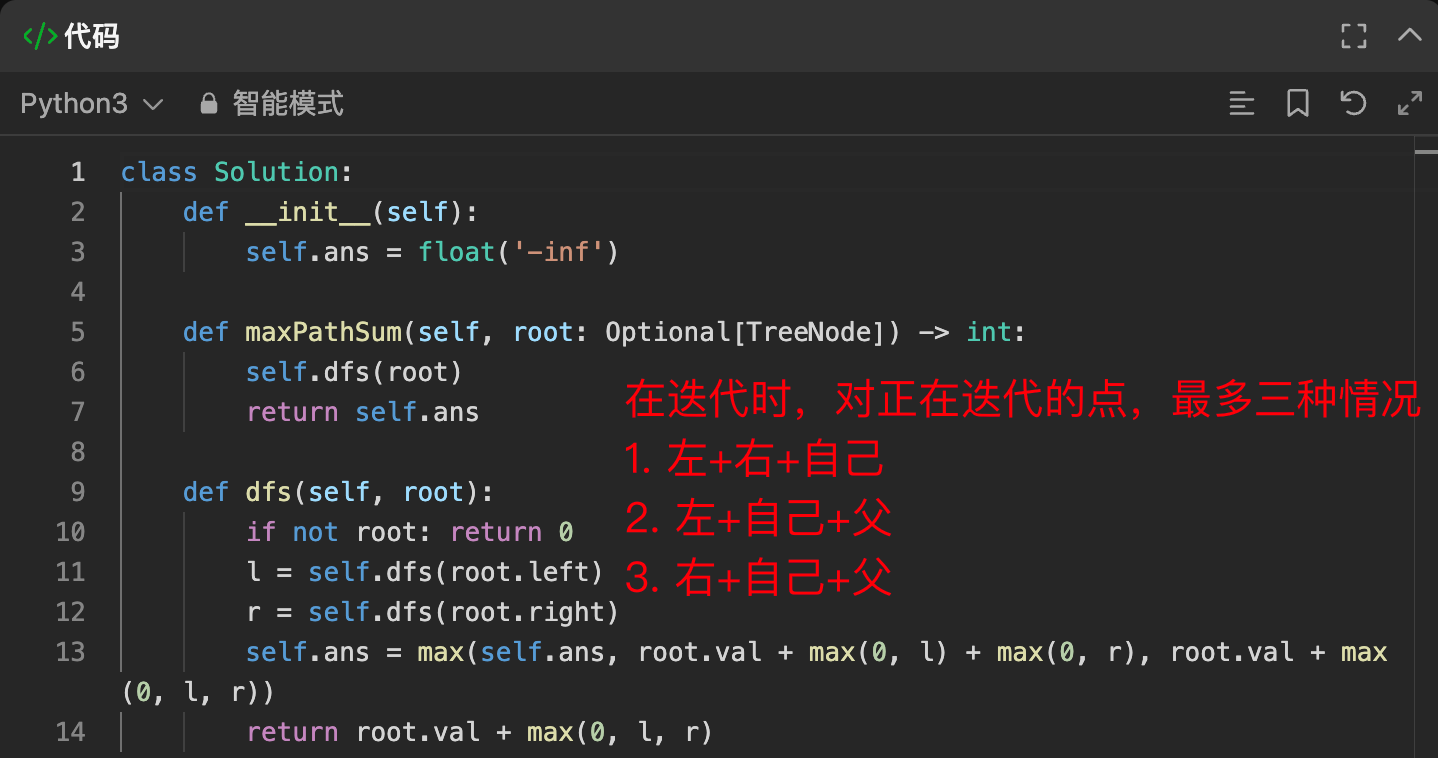 </> 代码
Python3 智能模式
1 class Solution:
2     def __init__(self):
3         self.ans = float('-inf')
4
5     def maxPathSum(self, root: Optional[TreeNode]) -> int:
6         self.dfs(root)
在迭代时，对正在迭代的点，最多三种情况
7         return self.ans
1. 左+右+自己
8
9     def dfs(self, root):
2. 左+自己+父
10         if not root: return 0
11         l = self.dfs(root.left)
3. 右+自己+父
12         r = self.dfs(root.right)
13         self.ans = max(self.ans, root.val + max(0, l) + max(0, r), root.val + max
(0, l, r))
14         return root.val + max(0, l, r)